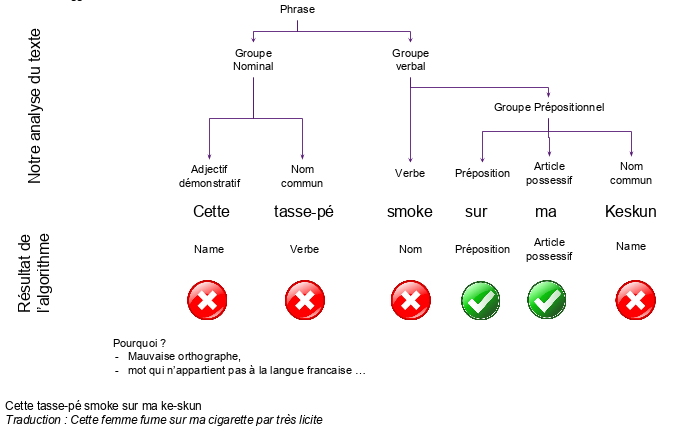 Phrase
Notre analyse du texte
Groupe
Nominal
Groupe
verbal
Groupe Prépositionnel
Adjectif
démonstratif
Nom
commun
Verbe
Préposition
Article
possessif
Nom
commun
Cette tasse-pé smoke sur ma Keskun
Résultat de
l'algorithme
Name
Verbe
Nom
Préposition
Article
possessif
Name
Pourquoi ?
- Mauvaise orthographe,
- mot qui n'appartient pas à la langue francaise …
Cette tasse-pé smoke sur ma ke-skun
Traduction : Cette femme fume sur ma cigarette par très licite